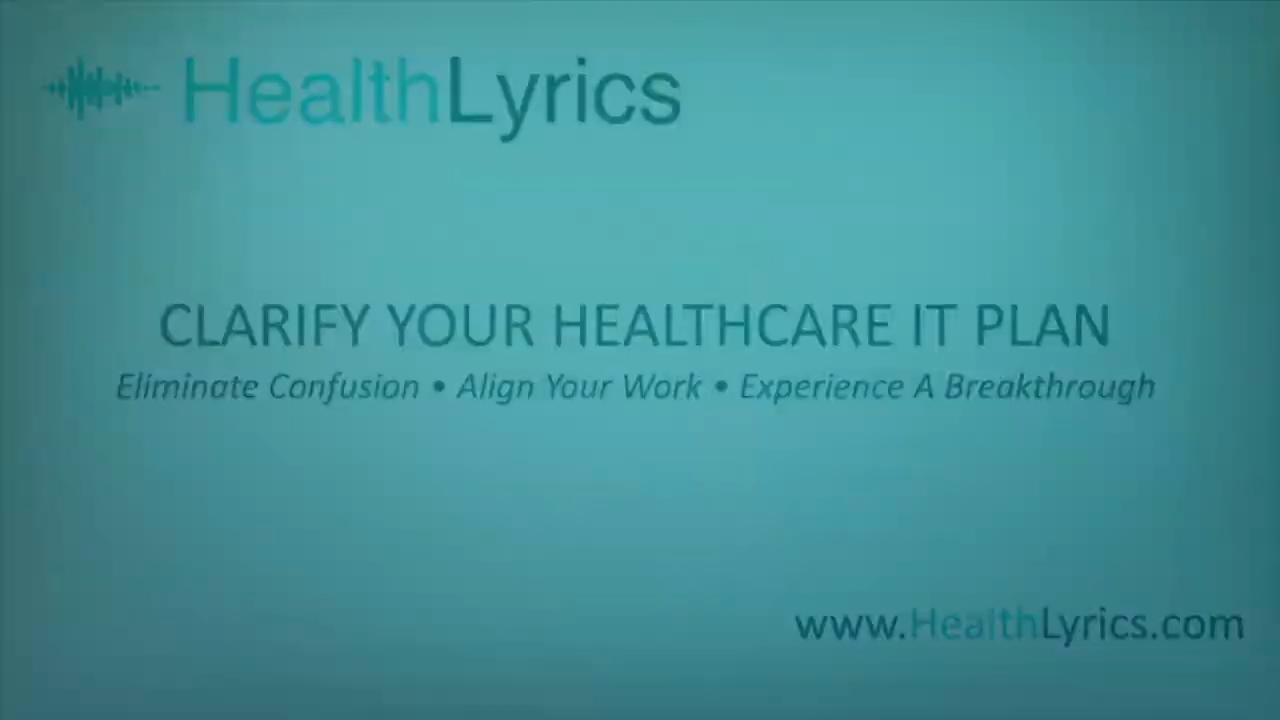 HealthLyrics
CLARIFY YOUR HEALTHCARE IT PLAN
Eliminate Confusion • Align Your Work • Experience A Breakthrough
www.HealthLyrics.com